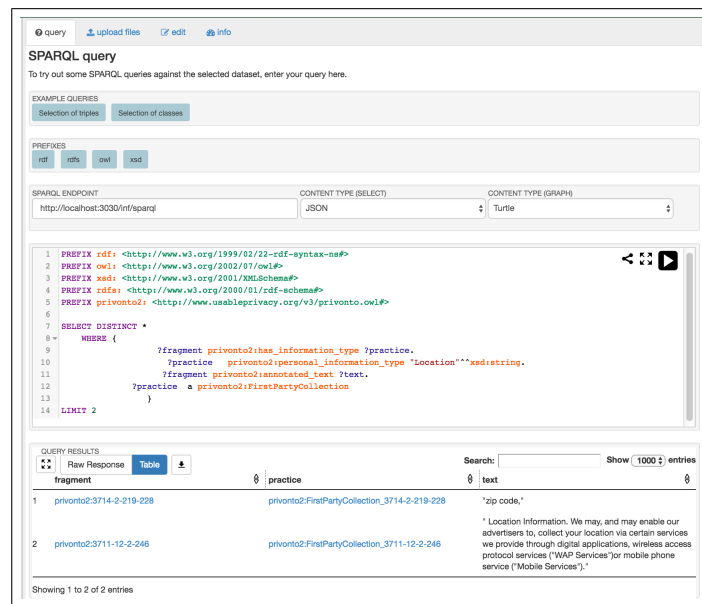 query upload files edit info
SPARQL query
To try out some SPARQL queries against the selected dataset, enter your query here.
EXAMPLE QUERIES
Selection of triples Selection of classes
PREFIXES
rdf rdfs owl xsd
SPARQL ENDPOINT CONTENT TYPE (SELECT) CONTENT TYPE (GRAPH)
http://localhost:3030/inf/sparql JSON Turtle
1 PREFIX rdf: <http://www.w3.org/1999/02/22-rdf-syntax-ns#>
2 PREFIX owl: <http://www.w3.org/2002/07/owl#>
3 PREFIX xsd: <http://www.w3.org/2001/XMLSchema#>
4 PREFIX rdfs: <http://www.w3.org/2000/01/rdf-schema#>
5 PREFIX privonto2: <http://www.usableprivacy.org/v3/privonto.owl#>
6
7 SELECT DISTINCT *
8 WHERE {
9 ?fragment privonto2:has_information_type ?practice.
10 ?practice privonto2:personal_information_type "Location"^^xsd:string.
11 ?fragment privonto2:annotated_text ?text.
12 ?practice a privonto2:FirstPartyCollection
13 }
14 LIMIT 2
QUERY RESULTS
Raw Response Table Search: Show 1000 entries
fragment practice text
1 privonto2:3714-2-219-228 privonto2:FirstPartyCollection_3714-2-219-228 "zip code,"
" Location Information. We may, and may enable our
advertisers to, collect your location via certain services
2 privonto2:3711-12-2-246 privonto2:FirstPartyCollection_3711-12-2-246 we provide through digital applications, wireless access
protocol services ("WAP Services")or mobile phone
service ("Mobile Services")."
Showing 1 to 2 of 2 entries